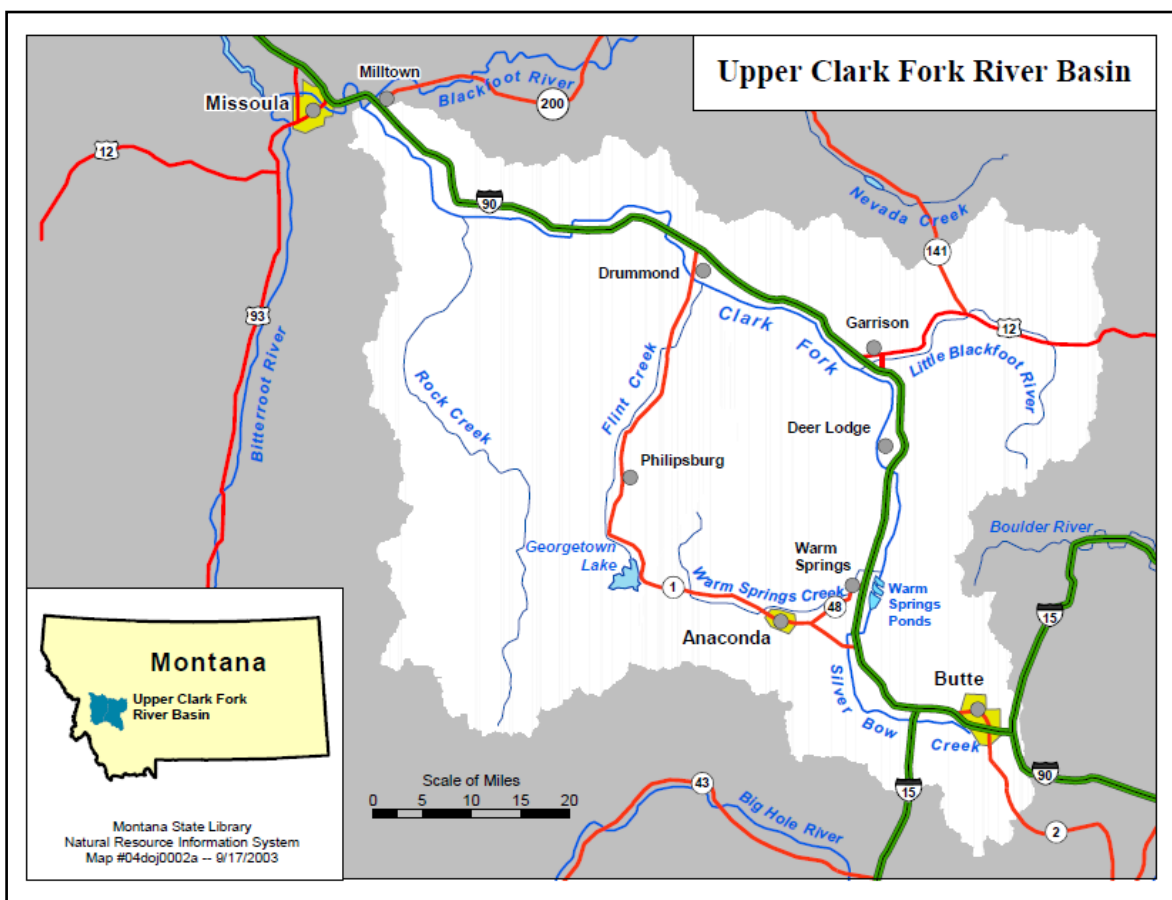 Upper Clark Fork River Basin
Milltown
Blackfoot River
Missoula
200
12
90
Nevada Creek
141
Drummond
93
Clark
Fork
Garrison
12
Little Blackfoot River
Bitterroot River
Rock Creek
Flint Creek
Deer Lodge
Philipsburg
Boulder River
Georgetown
Lake
Warm
Springs
1
Warm Springs Creek
48
Warm
Springs
Ponds
15
Anaconda
Silver
Bow
Creek
Butte
Montana
Upper Clark Fork
River Basin
Scale of Miles
0 5 10 20
43
Big Hole River
15
90
2
Montana State Library
Natural Resource Information System
Map #04doj0002a -- 9/17/2003